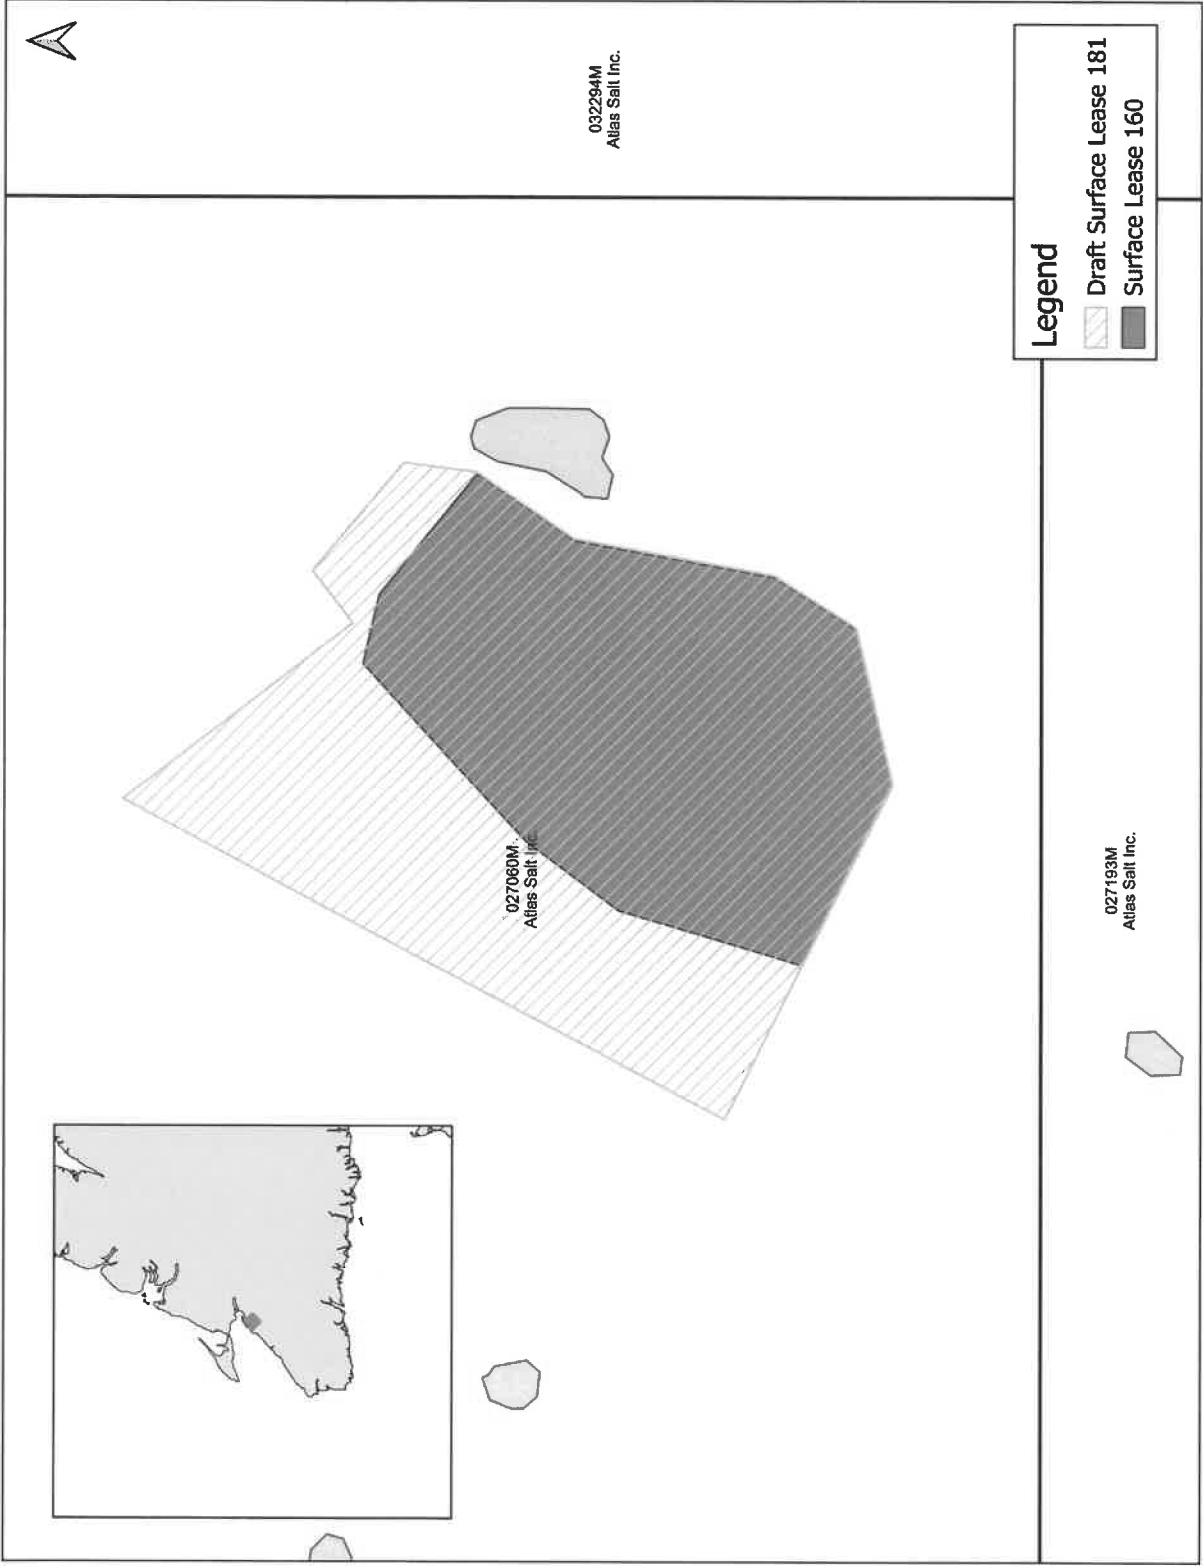 032294M
Atlas Salt Inc.
027060M
Atlas Salt Inc.
027193M
Atlas Salt Inc.
Legend
Draft Surface Lease 181
Surface Lease 160